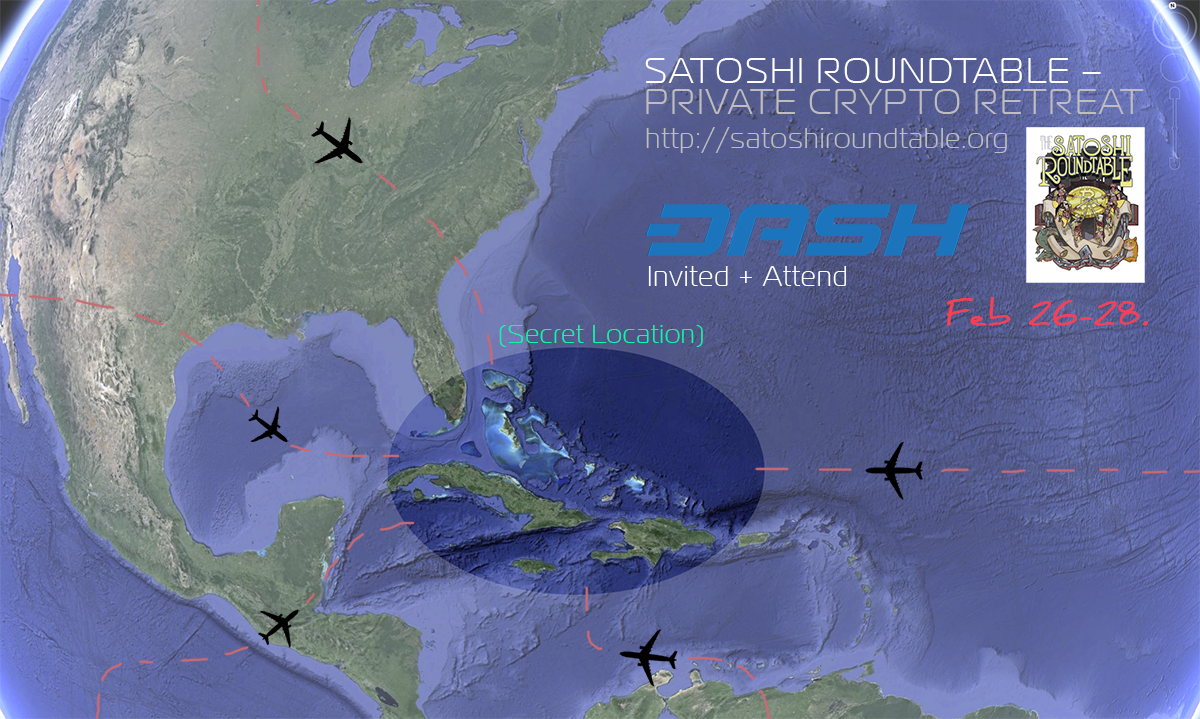 N
SATOSHI ROUNDTABLE –
PRIVATE CRYPTO RETREAT
http://satoshiroundtable.org
THE
SATOSHI
ROUNDTABLE
DASH
Invited + Attend
Feb 26-28.
(Secret Location)